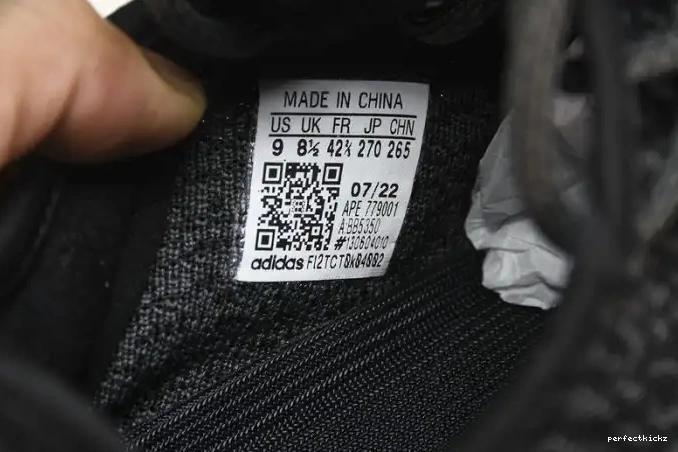 MADE IN CHINA
US UK FR JP CHN
9 8½ 42⅔ 270 265
07/22
APE 779001
ABB5350
#130604010
adidas
perfectkickz